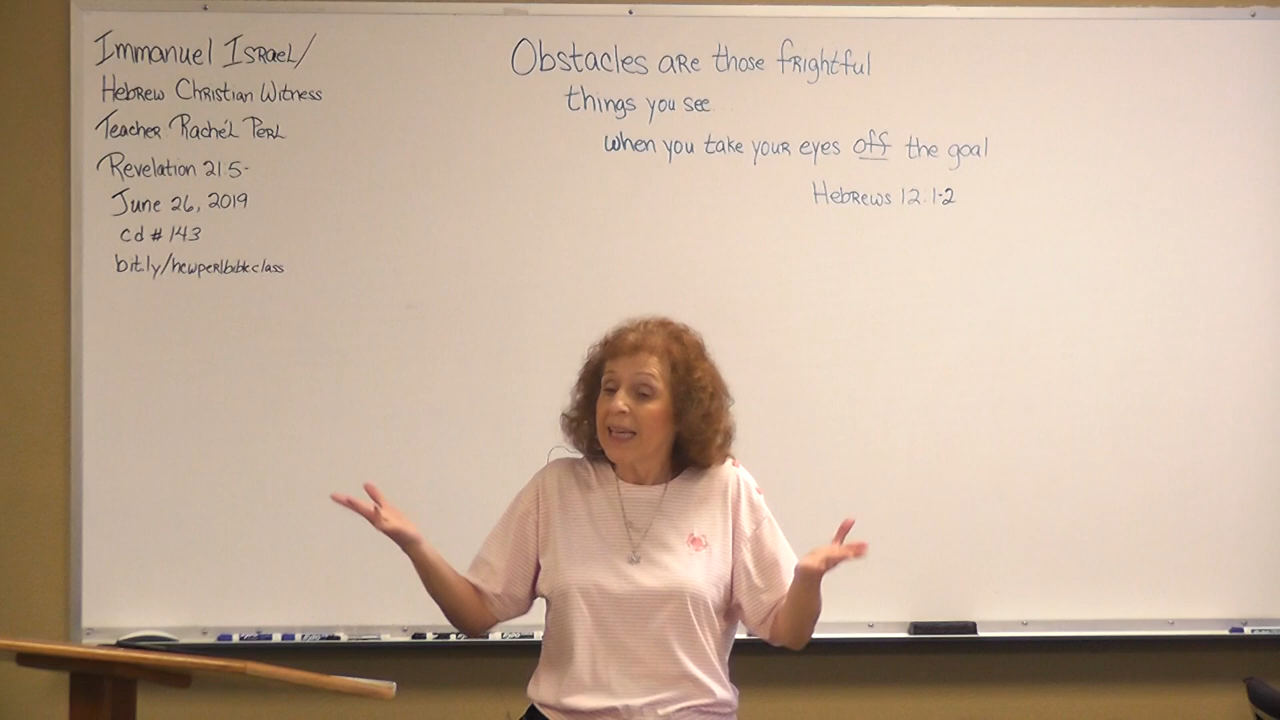 Immanuel Israel/
Hebrew Christian Witness
Teacher Rachél Perl
Revelation 21:5-
June 26, 2019
cd # 143
bit.ly/newperlbibleclass
Obstacles are those frightful
things you see
when you take your eyes off the goal
Hebrews 12:1-2